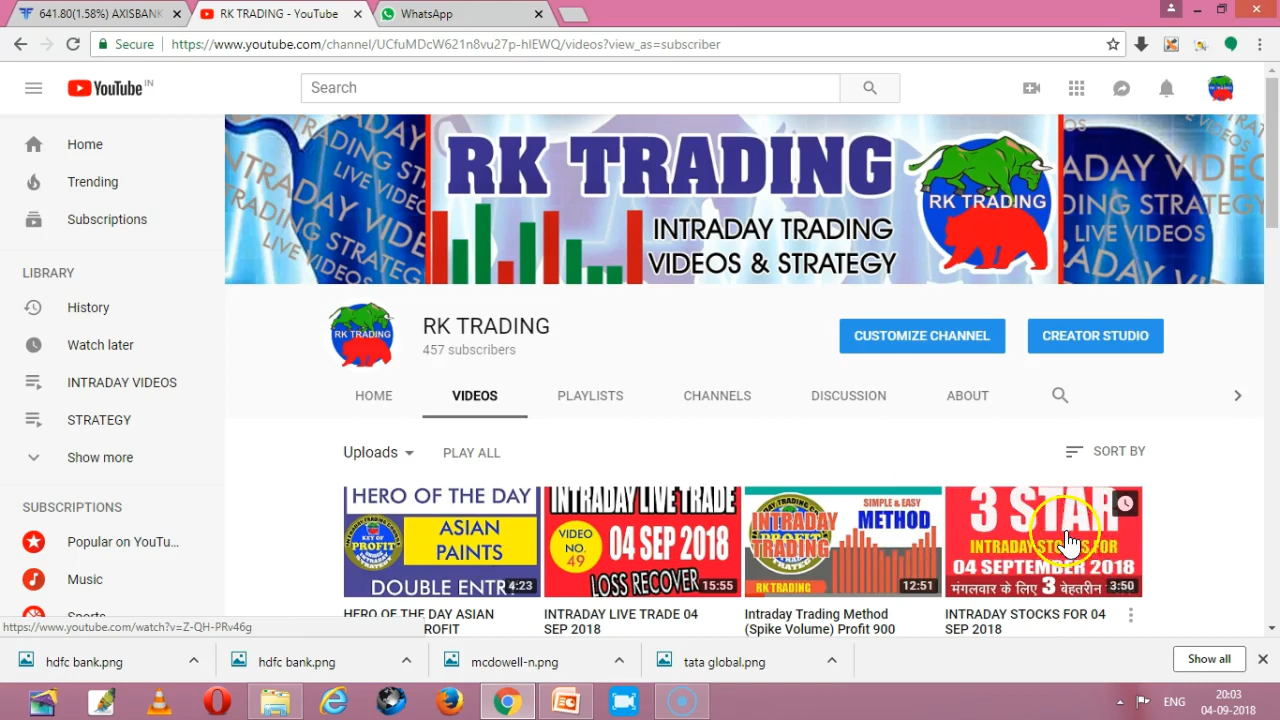 641.80(1.58%) AXISBANK
RK TRADING - YouTube
WhatsApp
Secure
https://www.youtube.com/channel/UCfuMDcW621n8vu27p-hlEWQ/videos?view_as=subscriber
YouTube IN
Search
Home
Trending
Subscriptions
LIBRARY
History
Watch later
INTRADAY VIDEOS
STRATEGY
Show more
SUBSCRIPTIONS
Popular on YouTu...
Music
Sports
RK TRADING
INTRADAY TRADING
VIDEOS & STRATEGY
RK TRADING
RK TRADING
RK TRADING
457 subscribers
CUSTOMIZE CHANNEL
CREATOR STUDIO
HOME
VIDEOS
PLAYLISTS
CHANNELS
DISCUSSION
ABOUT
Uploads
PLAY ALL
SORT BY
HERO OF THE DAY
ASIAN
PAINTS
DOUBLE ENTR
4:23
INTRADAY LIVE TRADE
VIDEO
NO.
49
04 SEP 2018
LOSS RECOVER
15:55
SIMPLE & EASY
METHOD
INTRADAY
TRADING
RK TRADING
12:51
3 STAR
INTRADAY STOCKS FOR
04 SEPTEMBER 2018
मंगलवार के लिए 3 बेहतरीन
3:50
HERO OF THE DAY ASIAN
INTRADAY LIVE TRADE 04
SEP 2018
Intraday Trading Method
(Spike Volume) Profit 900
INTRADAY STOCKS FOR 04
SEP 2018
https://www.youtube.com/watch?v=Z-QH-PRv46g
hdfc bank.png
hdfc bank.png
mcdowell-n.png
tata global.png
Show all
ENG
20:03
04-09-2018